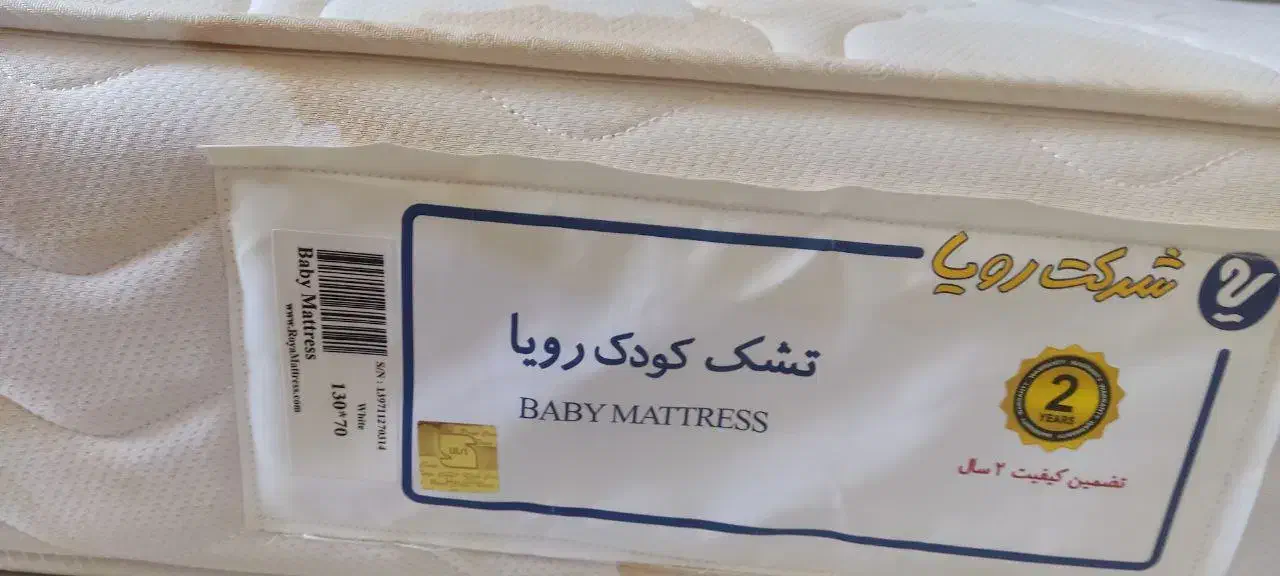 شرکت رویا
تشک کودک رویا
BABY MATTRESS
2
YEARS
تضمین کیفیت ۲ سال
S/N : 13971270314
White
130*70
Baby Mattress
www.RoyaMattress.com